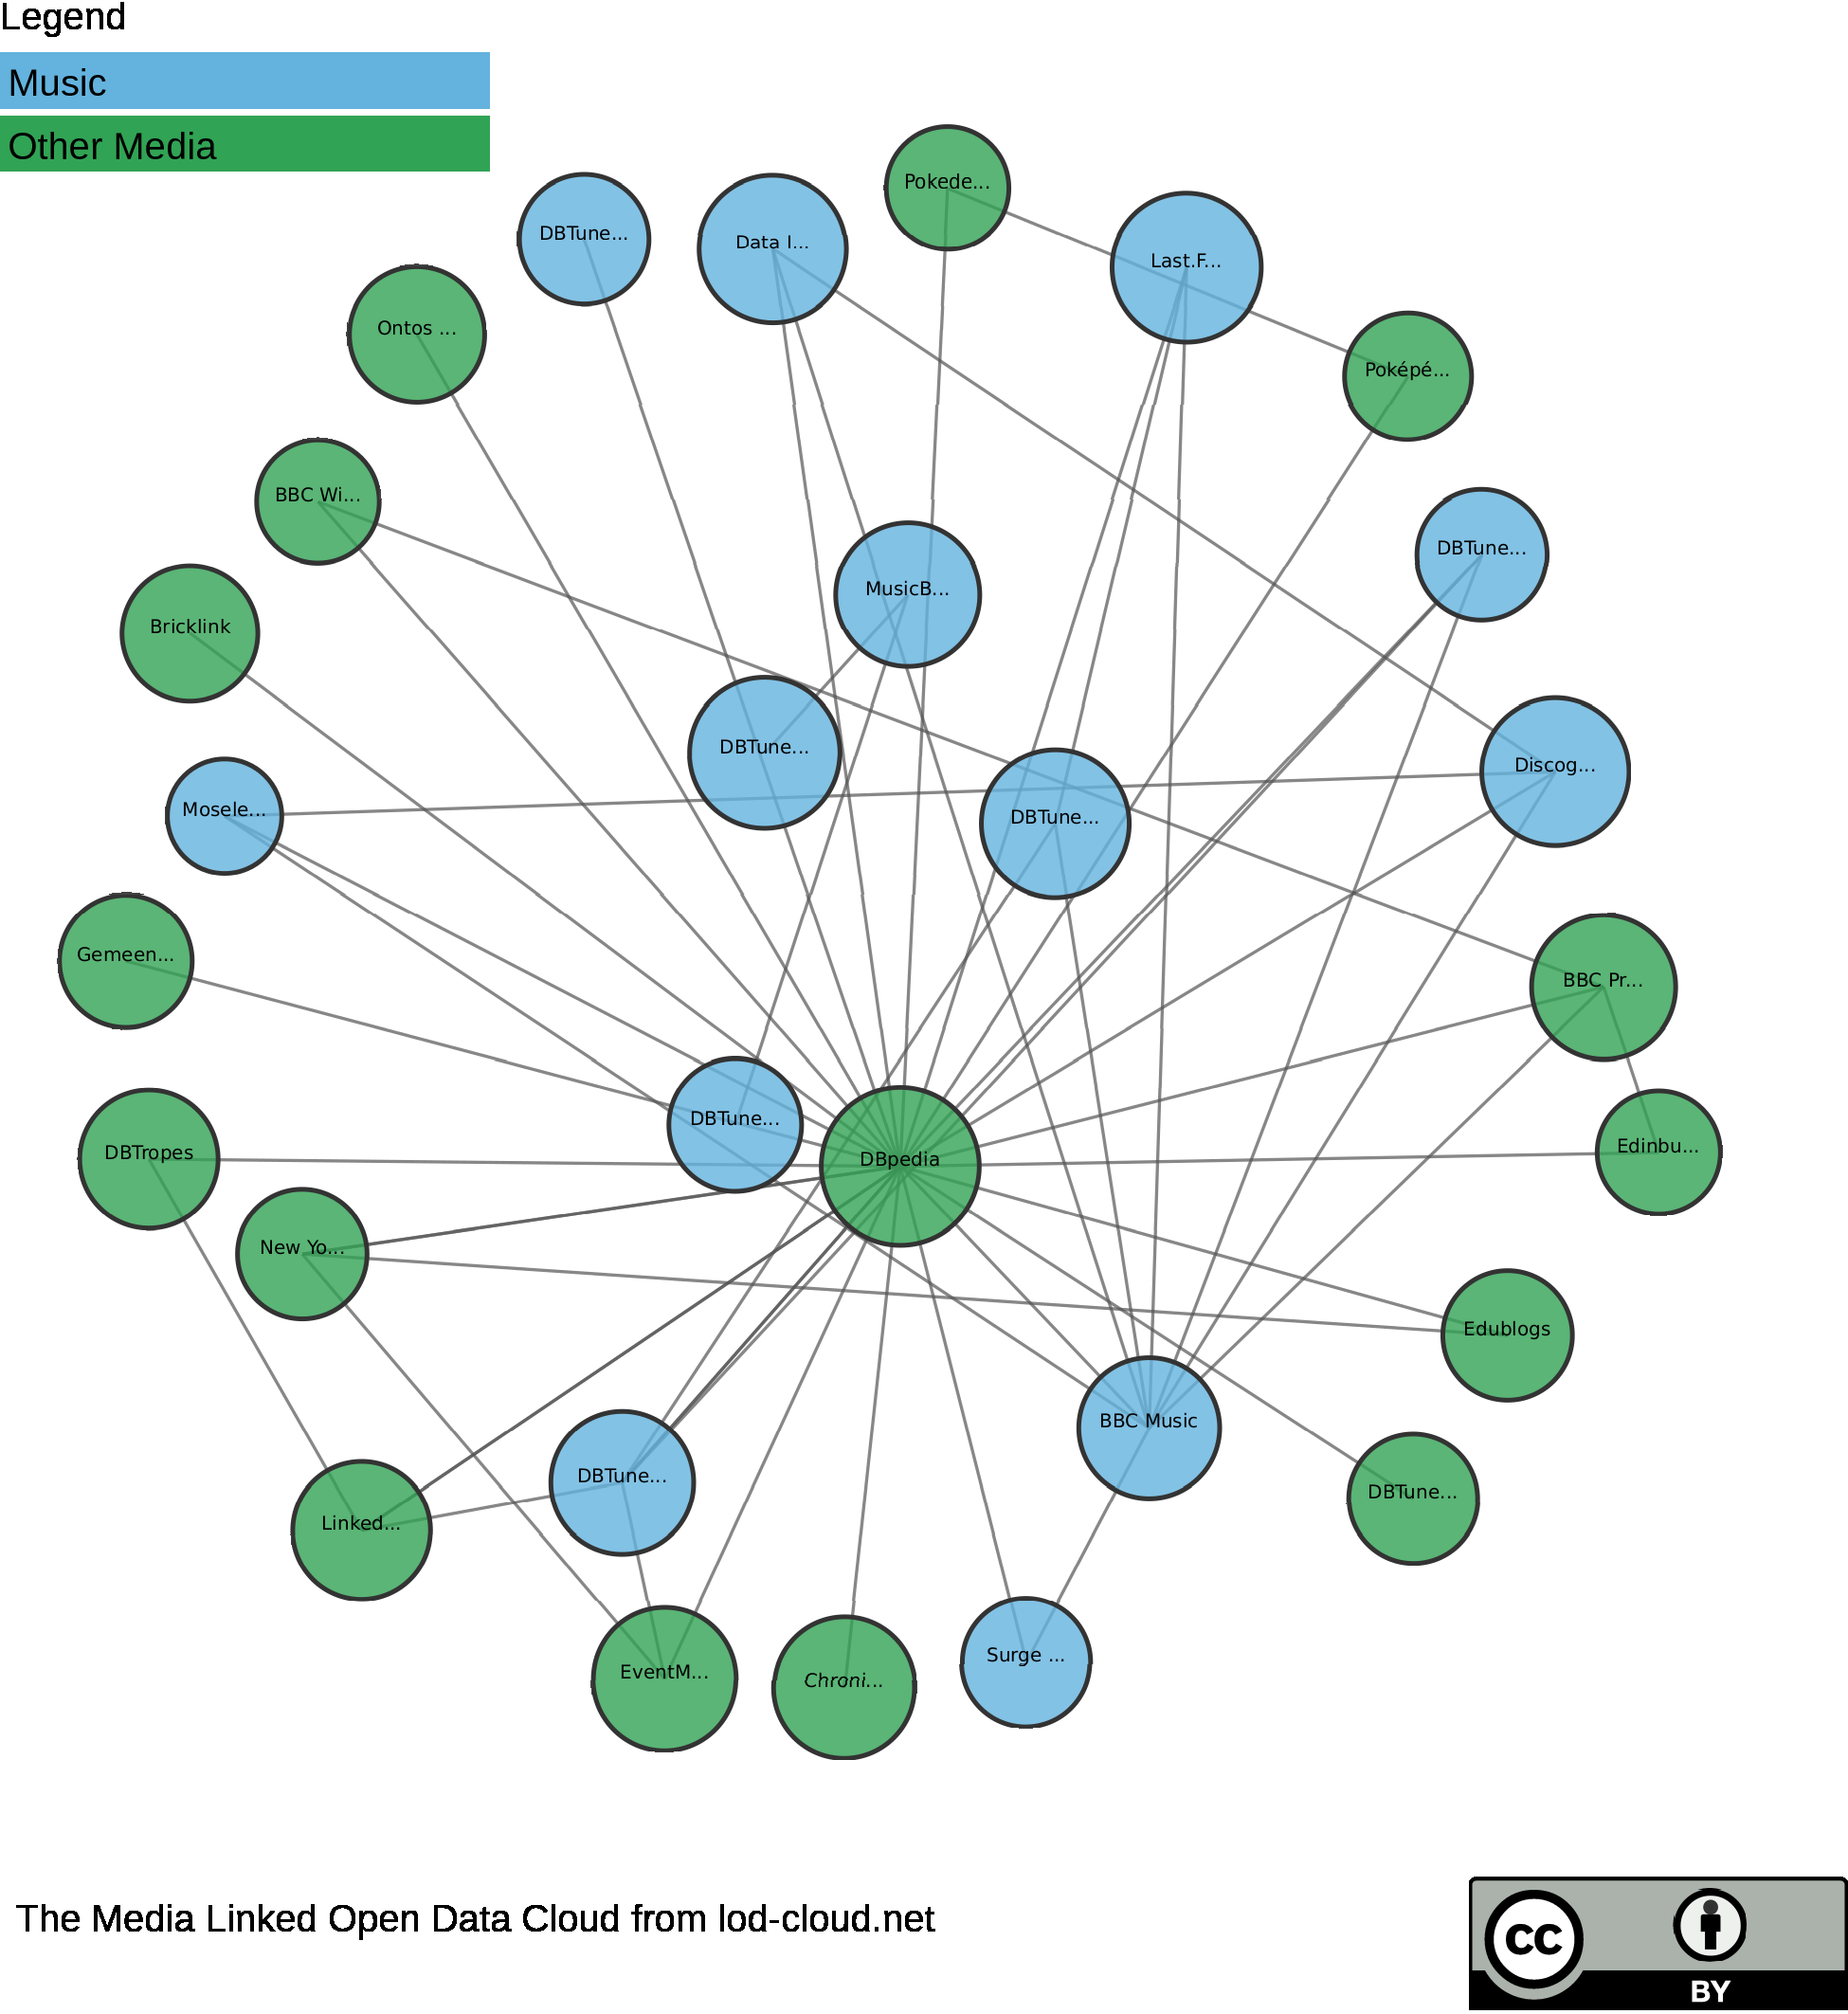 Legend
Music
Other Media
Pokede...
DBTune...
Data I...
Last.F...
Ontos ...
Poképé...
BBC Wi...
DBTune...
MusicB...
Bricklink
DBTune...
Discog...
Mosele...
DBTune...
Gemeen...
BBC Pr...
DBTune...
DBTropes
DBpedia
Edinbu...
New Yo...
Edublogs
BBC Music
DBTune...
DBTune...
Linked...
Surge ...
EventM...
Chroni...
The Media Linked Open Data Cloud from lod-cloud.net
CC
BY